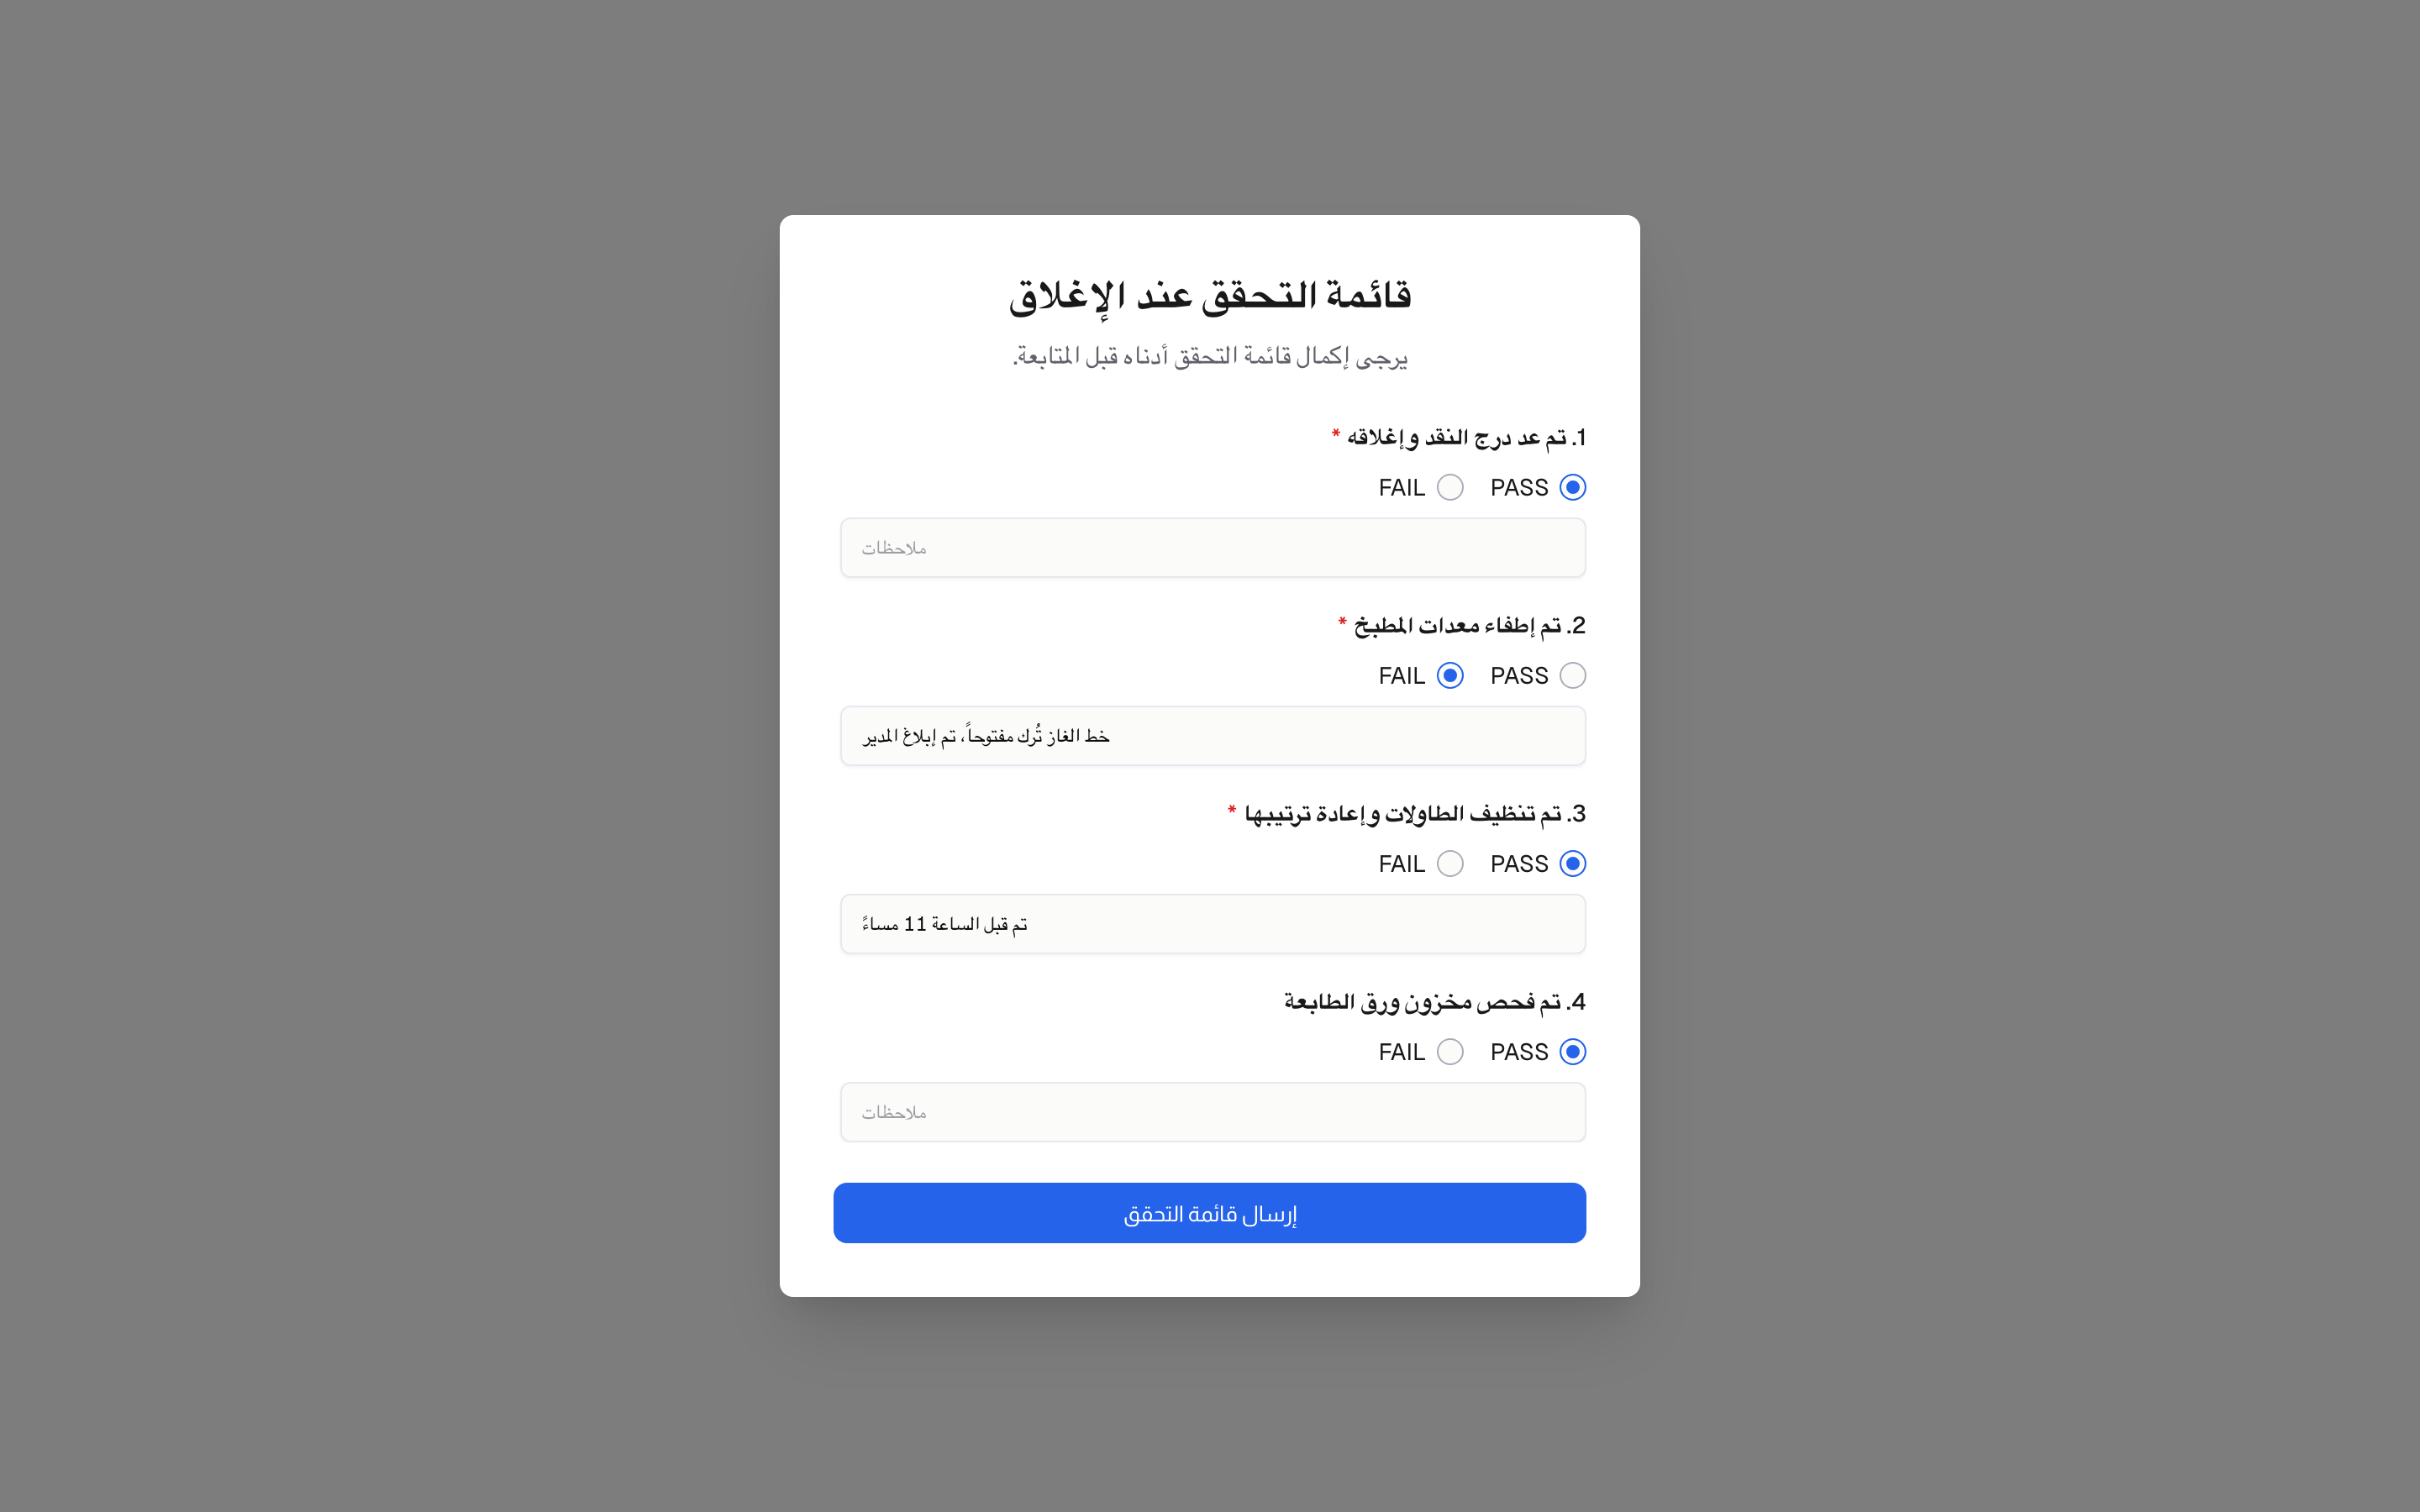 قائمة التحقق عند الإغلاق
يرجى إكمال قائمة التحقق أدناه قبل المتابعة.
1. تم عد درج النقد وإغلاقه *
PASS FAIL
ملاحظات
2. تم إطفاء معدات المطبخ *
PASS FAIL
خط الغاز تُرك مفتوحاً، تم إبلاغ المدير
3. تم تنظيف الطاولات وإعادة ترتيبها *
PASS FAIL
تم قبل الساعة 11 مساءً
4. تم فحص مخزون ورق الطابعة
PASS FAIL
ملاحظات
إرسال قائمة التحقق